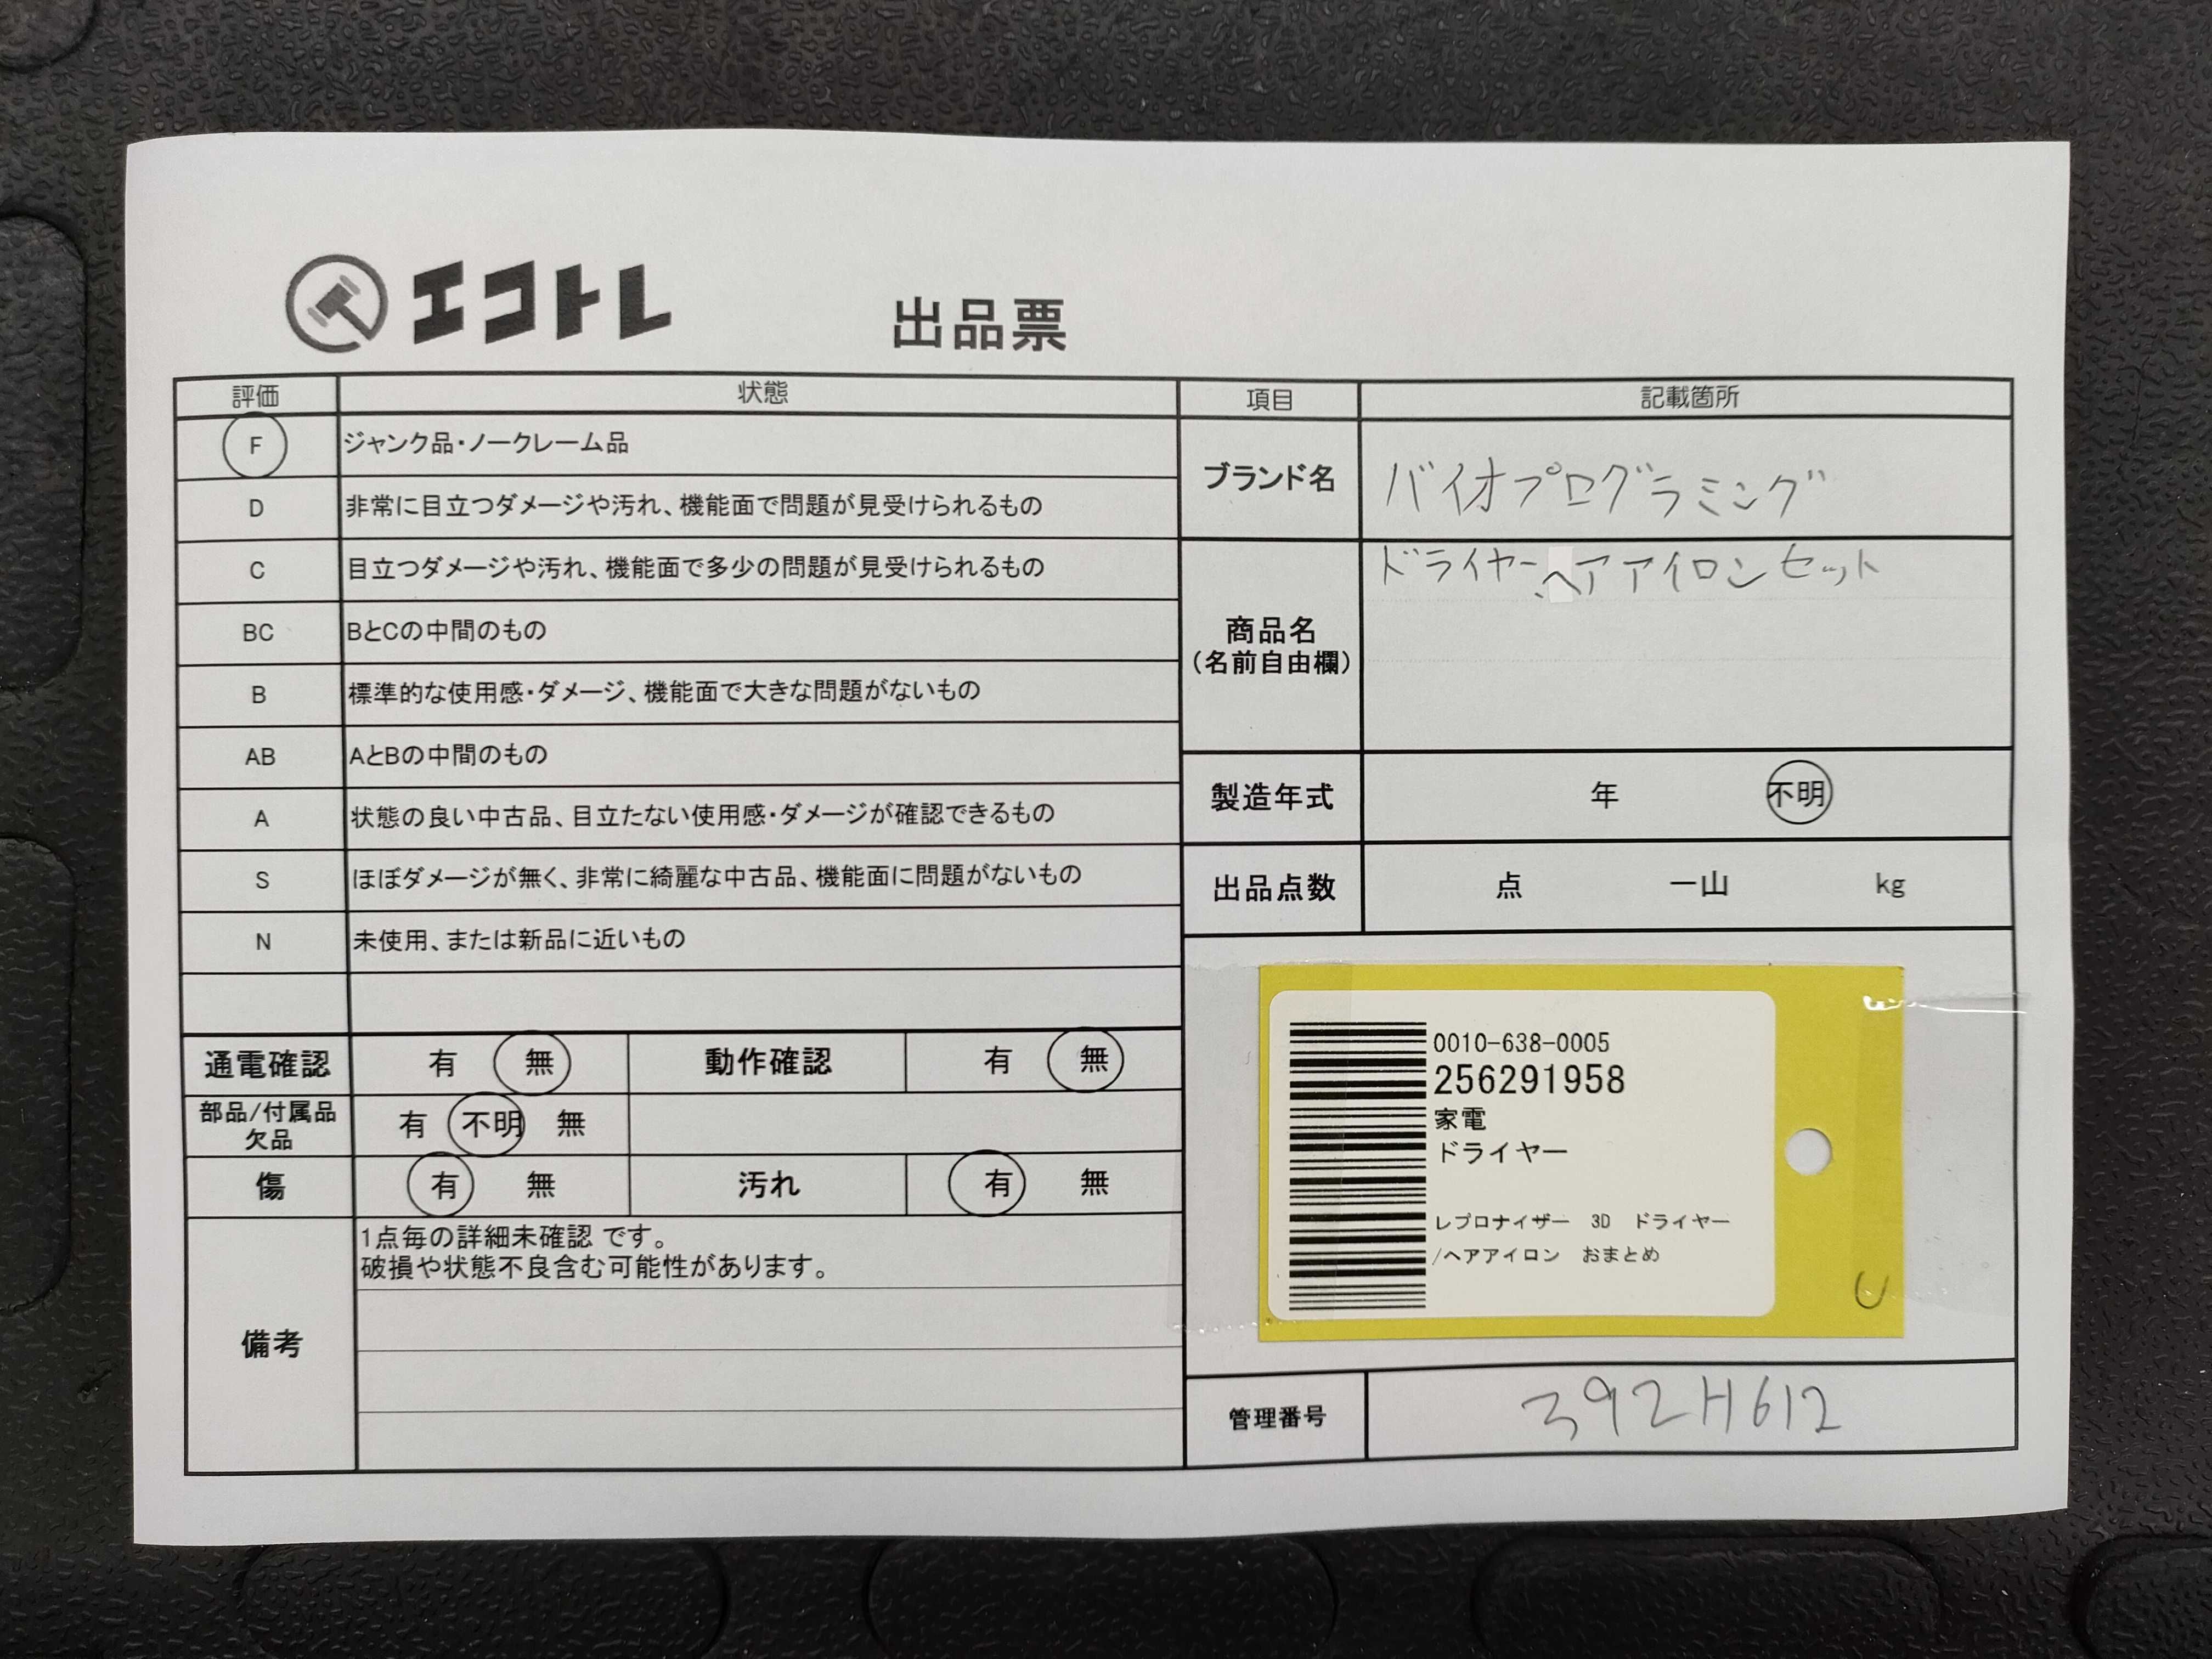 エコトレ
出品票
評価 状態
F ジャンク品・ノークレーム品
D 非常に目立つダメージや汚れ、機能面で問題が見受けられるもの
C 目立つダメージや汚れ、機能面で多少の問題が見受けられるもの
BC BとCの中間のもの
B 標準的な使用感・ダメージ、機能面で大きな問題がないもの
AB AとBの中間のもの
A 状態の良い中古品、目立たない使用感・ダメージが確認できるもの
S ほぼダメージが無く、非常に綺麗な中古品、機能面に問題がないもの
N 未使用、または新品に近いもの
通電確認 有 無 動作確認 有 無
部品/付属品
欠品
有 不明 無
傷 有 無 汚れ 有 無
備考
1点毎の詳細未確認 です。
破損や状態不良含む可能性があります。
項目 記載箇所
ブランド名 バイオプログラミング
商品名
(名前自由欄)
ドライヤー、ヘアアイロンセット
製造年式 年 不明
出品点数 点 一山 kg
0010-638-0005
256291958
家電
ドライヤー
レプロナイザー 3D ドライヤー
/ヘアアイロン おまとめ
U
管理番号 392H612